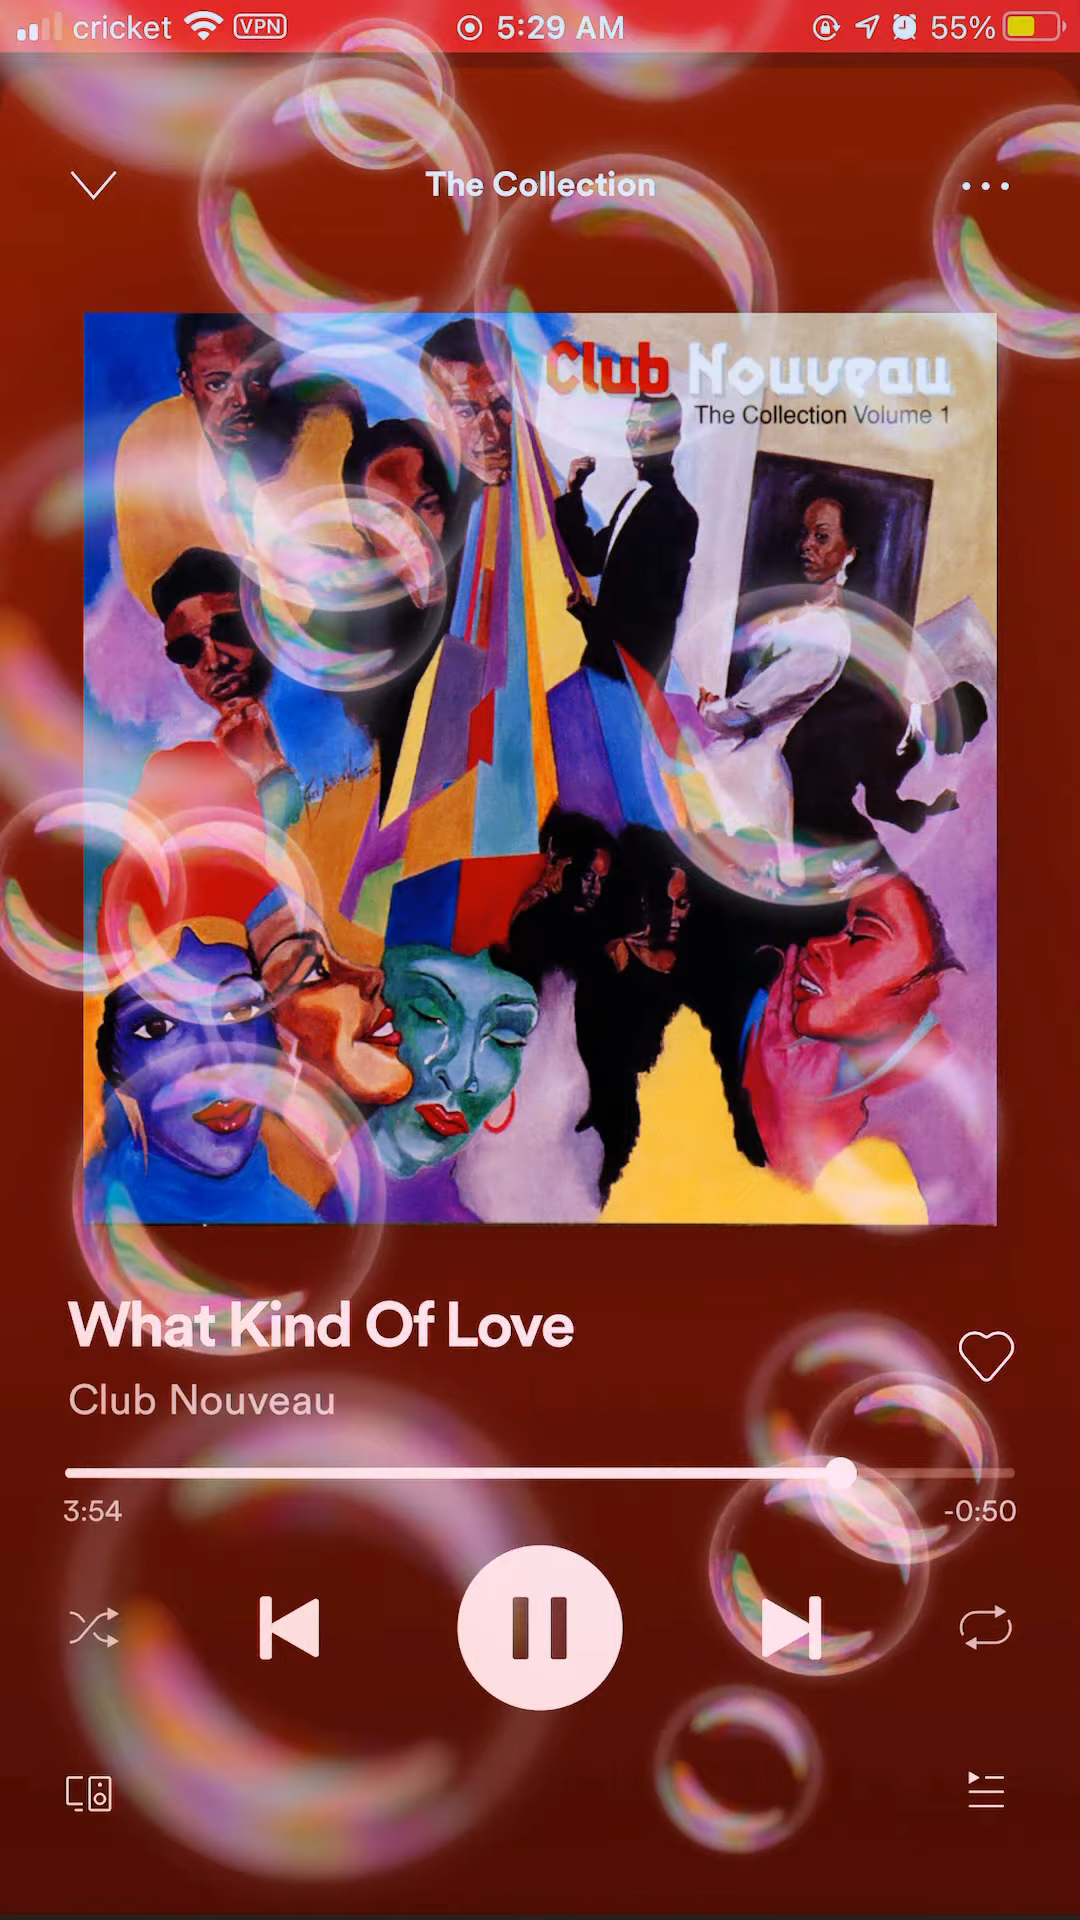 cricket VPN 5:29 AM 55%
The Collection
Club Nouveau
The Collection Volume 1
What Kind Of Love
Club Nouveau
3:54 -0:50